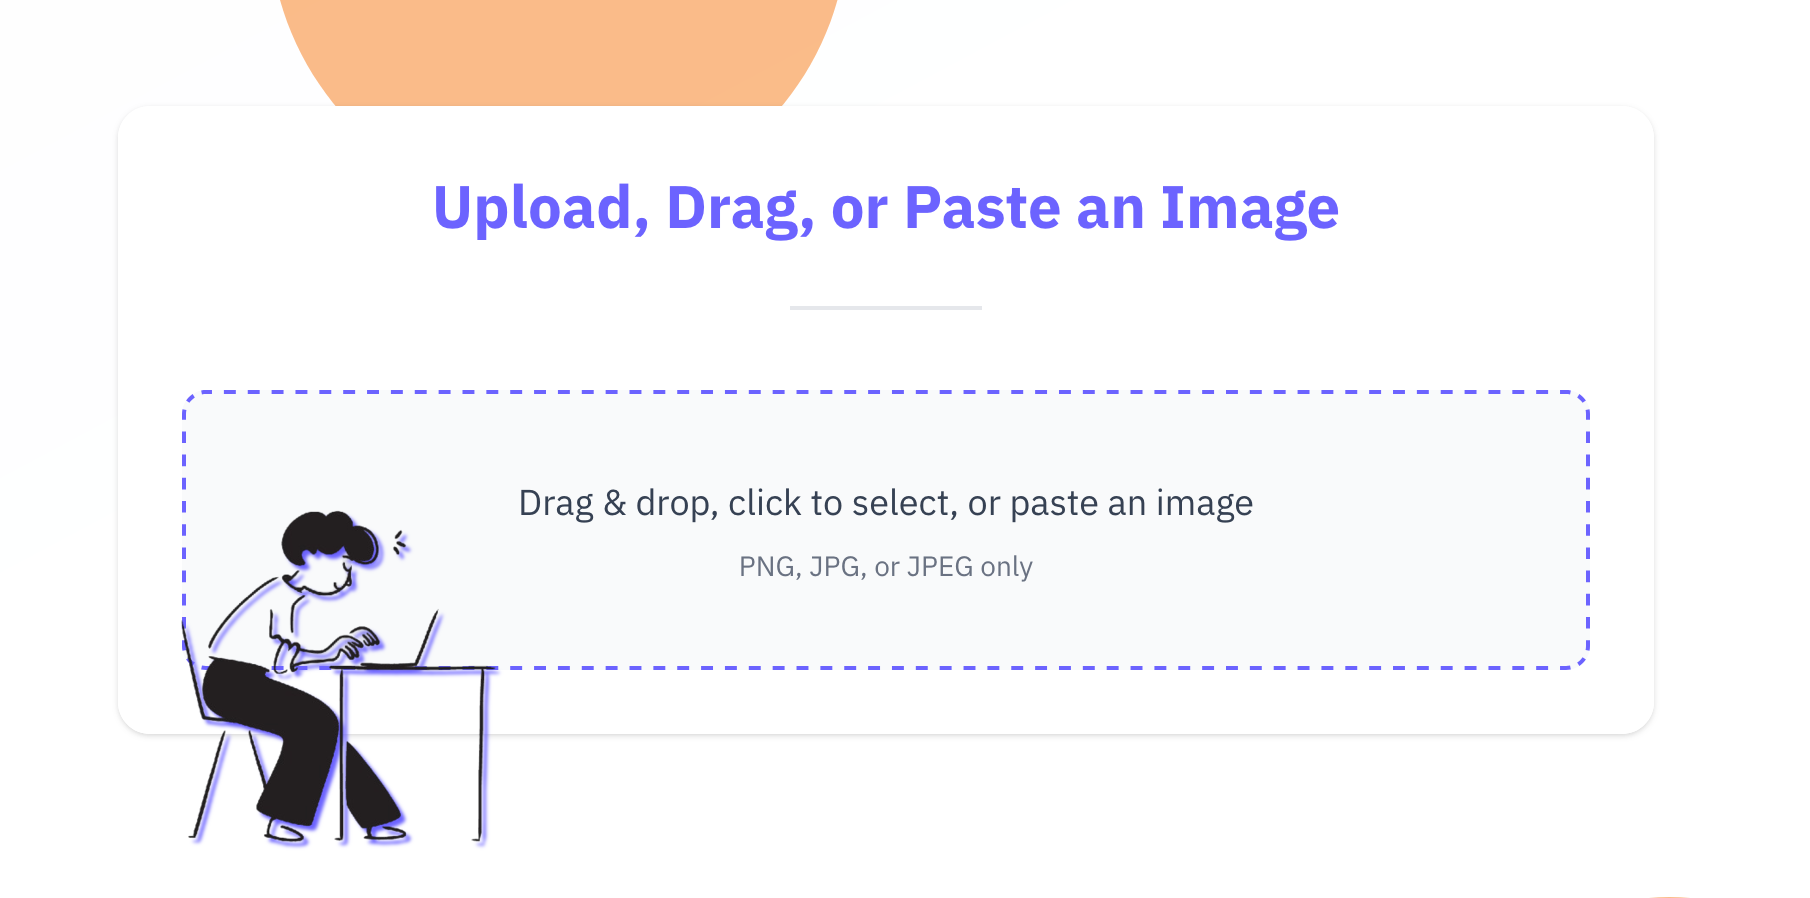 Upload, Drag, or Paste an Image
Drag & drop, click to select, or paste an image
PNG, JPG, or JPEG only